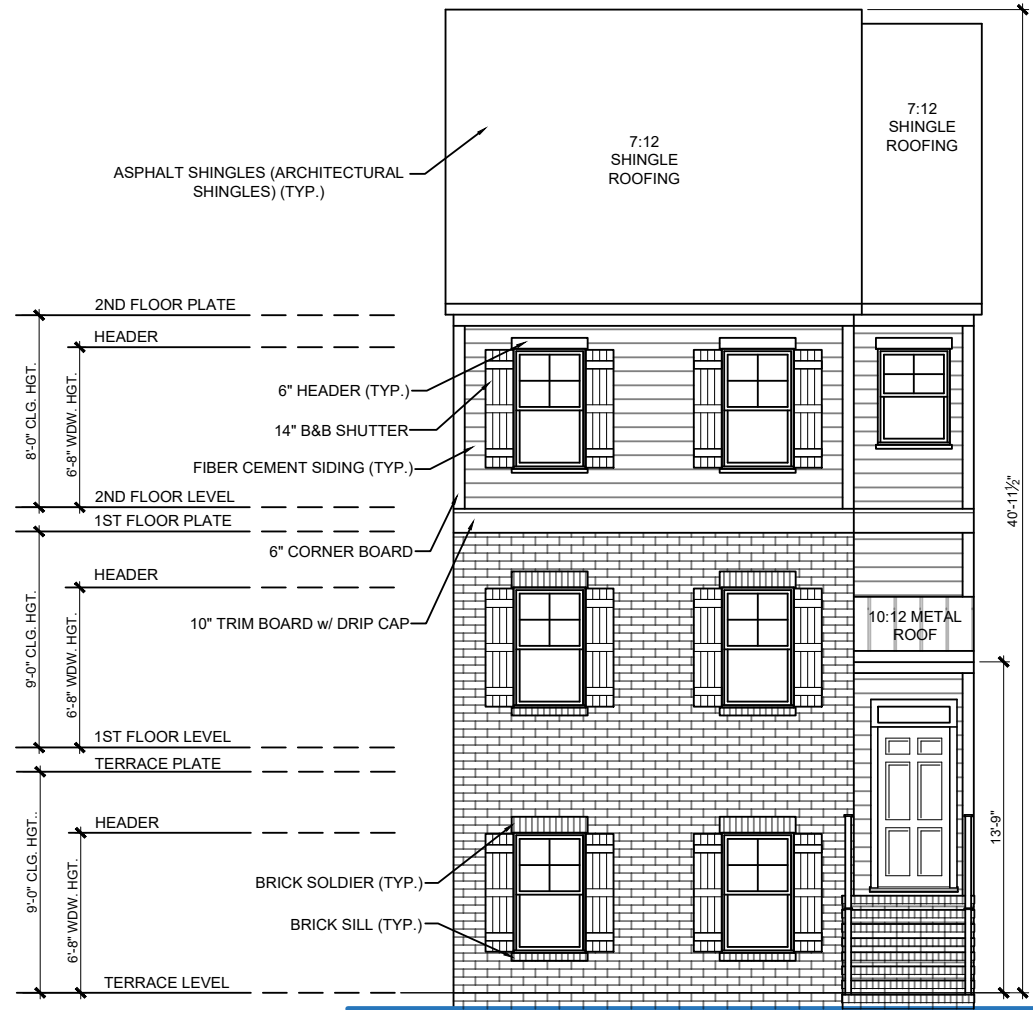 7:12
SHINGLE
ROOFING
7:12
SHINGLE
ROOFING
ASPHALT SHINGLES (ARCHITECTURAL
SHINGLES) (TYP.)
2ND FLOOR PLATE
HEADER
8'-0" CLG. HGT.
6'-8" WDW. HGT.
6" HEADER (TYP.)
14" B&B SHUTTER
FIBER CEMENT SIDING (TYP.)
2ND FLOOR LEVEL
1ST FLOOR PLATE
40'-11½"
6" CORNER BOARD
HEADER
9'-0" CLG. HGT.
6'-8" WDW. HGT.
10" TRIM BOARD w/ DRIP CAP
10:12 METAL
ROOF
1ST FLOOR LEVEL
TERRACE PLATE
HEADER
9'-0" CLG. HGT..
6'-8" WDW. HGT.
13'-9"
BRICK SOLDIER (TYP.)
BRICK SILL (TYP.)
TERRACE LEVEL